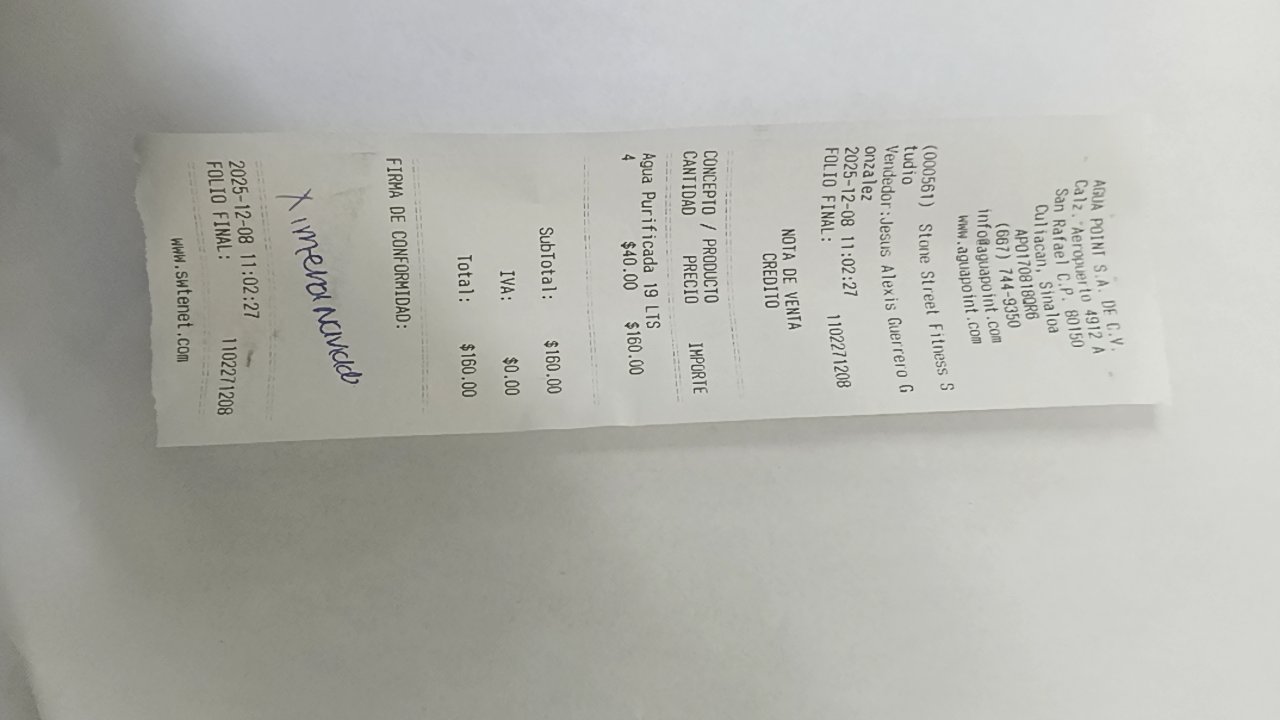 AGUA POINT S.A. DE C.V.
Calz. Aeropuerto 4912 A
San Rafael C.P. 80150
Culiacan, Sinaloa
APO170818QR6
(667) 744-9350
info@aguapoint.com
www.aguapoint.com
(000561) Stone Street Fitness S
tudio
Vendedor:Jesus Alexis Guerrero G
onzalez
2025-12-08 11:02:27
FOLIO FINAL: 1102271208
NOTA DE VENTA
CREDITO
CONCEPTO / PRODUCTO
CANTIDAD PRECIO IMPORTE
Agua Purificada 19 LTS
4 $40.00 $160.00
SubTotal: $160.00
IVA: $0.00
Total: $160.00
FIRMA DE CONFORMIDAD:
Ximena
2025-12-08 11:02:27
FOLIO FINAL: 1102271208
www.swtenet.com